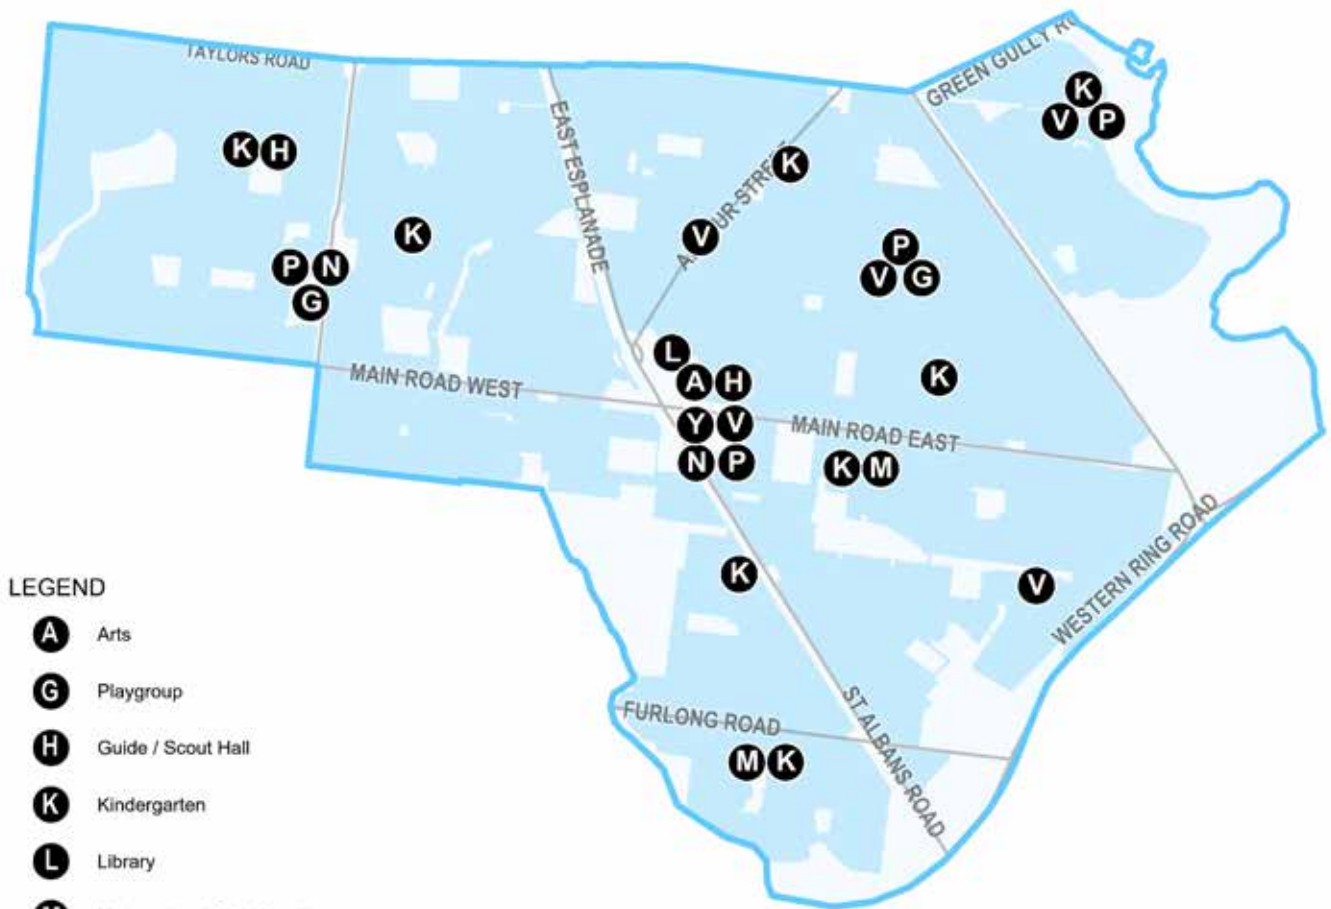 GREEN GULLY
TAYLORS ROAD
K
V P
EAST ESPLANADE
K H
K
STREET
K
V
P
V G
P N
G
L
A H
K
MAIN ROAD WEST
Y V
MAIN ROAD EAST
N P
K M
WESTERN RING ROAD
K
V
LEGEND
A Arts
G Playgroup
ST ALBANS ROAD
FURLONG ROAD
H Guide / Scout Hall
M K
K Kindergarten
L Library